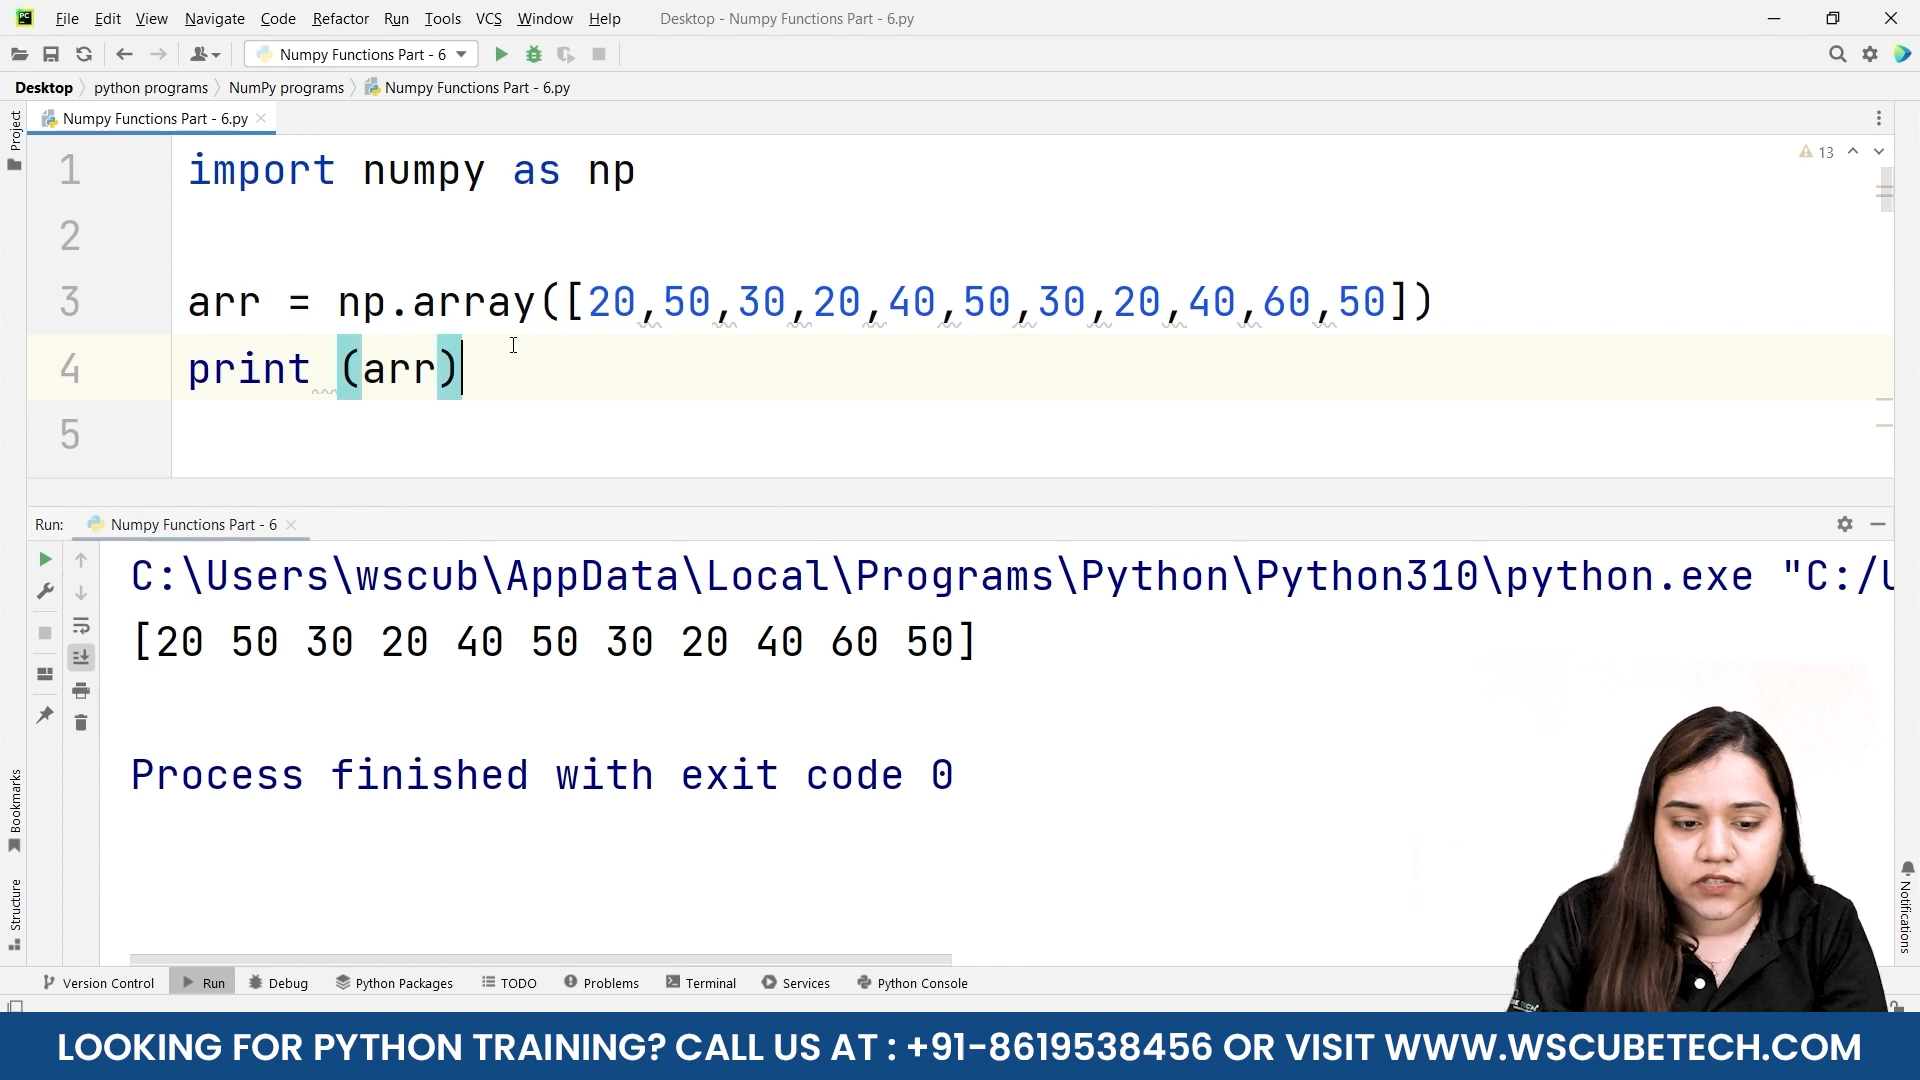 File Edit View Navigate Code Refactor Run Tools VCS Window Help Desktop - Numpy Functions Part - 6.py
Numpy Functions Part - 6
Desktop python programs NumPy programs Numpy Functions Part - 6.py
Numpy Functions Part - 6.py
Project
13
1 import numpy as np
2
3 arr = np.array([20,50,30,20,40,50,30,20,40,60,50])
4 print (arr)
5
Run: Numpy Functions Part - 6
C:\Users\wscub\AppData\Local\Programs\Python\Python310\python.exe "C:/U
[20 50 30 20 40 50 30 20 40 60 50]
Process finished with exit code 0
Bookmarks
Structure
Notifications
Version Control Run Debug Python Packages TODO Problems Terminal Services Python Console
LOOKING FOR PYTHON TRAINING? CALL US AT : +91-8619538456 OR VISIT WWW.WSCUBETECH.COM